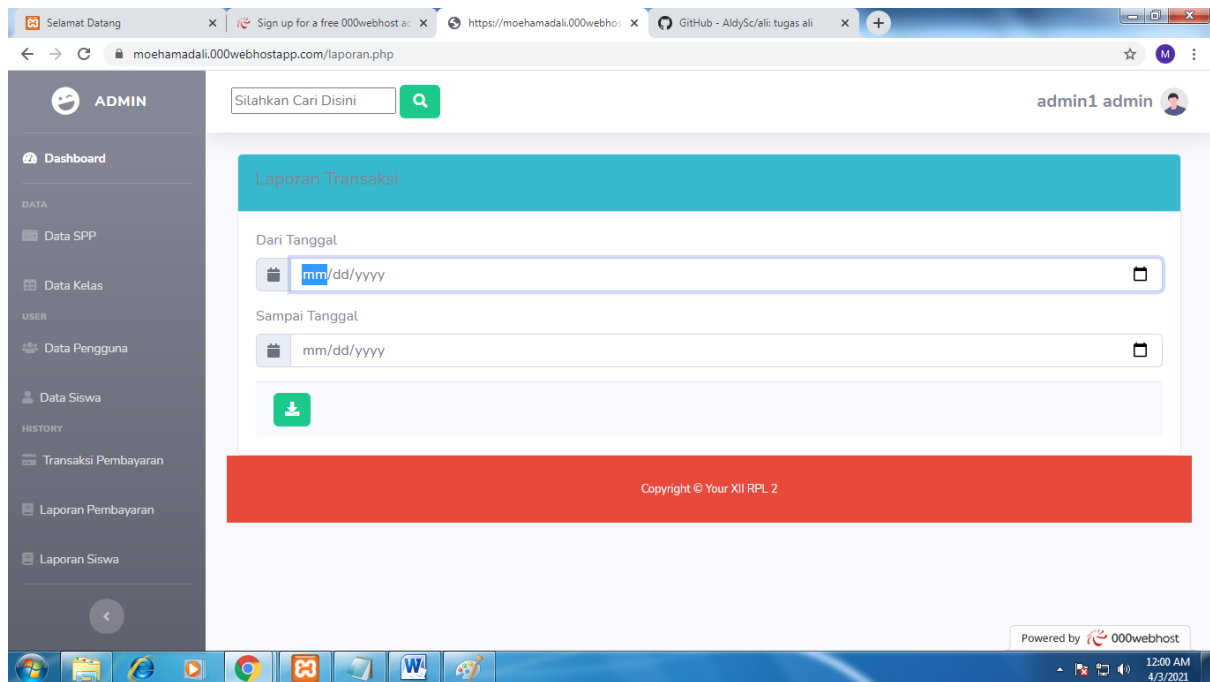 Selamat Datang
Sign up for a free 000webhost ac
https://moehamadali.000webhos
GitHub - AldySc/ali: tugas ali
moehamadali.000webhostapp.com/laporan.php
M
ADMIN
Silahkan Cari Disini
admin1 admin
Dashboard
DATA
Data SPP
Data Kelas
USER
Data Pengguna
Data Siswa
HISTORY
Transaksi Pembayaran
Laporan Pembayaran
Laporan Siswa
Laporan Transaksi
Dari Tanggal
mm/dd/yyyy
Sampai Tanggal
mm/dd/yyyy
Copyright © Your XII RPL 2
Powered by 000webhost
W
12:00 AM
4/3/2021